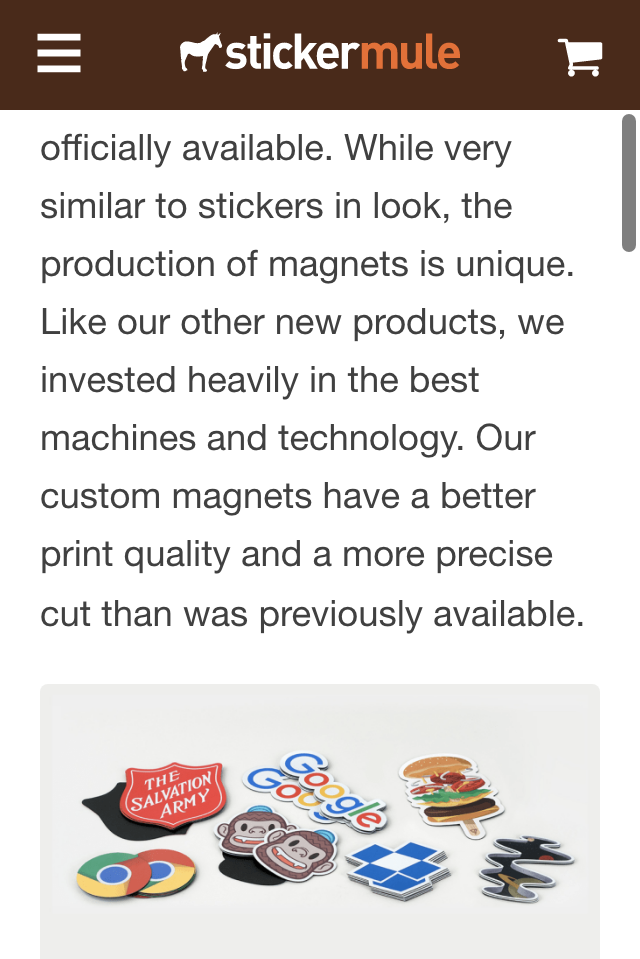 stickermule
officially available. While very
similar to stickers in look, the
production of magnets is unique.
Like our other new products, we
invested heavily in the best
machines and technology. Our
custom magnets have a better
print quality and a more precise
cut than was previously available.
THE
SALVATION
ARMY
Google
Google